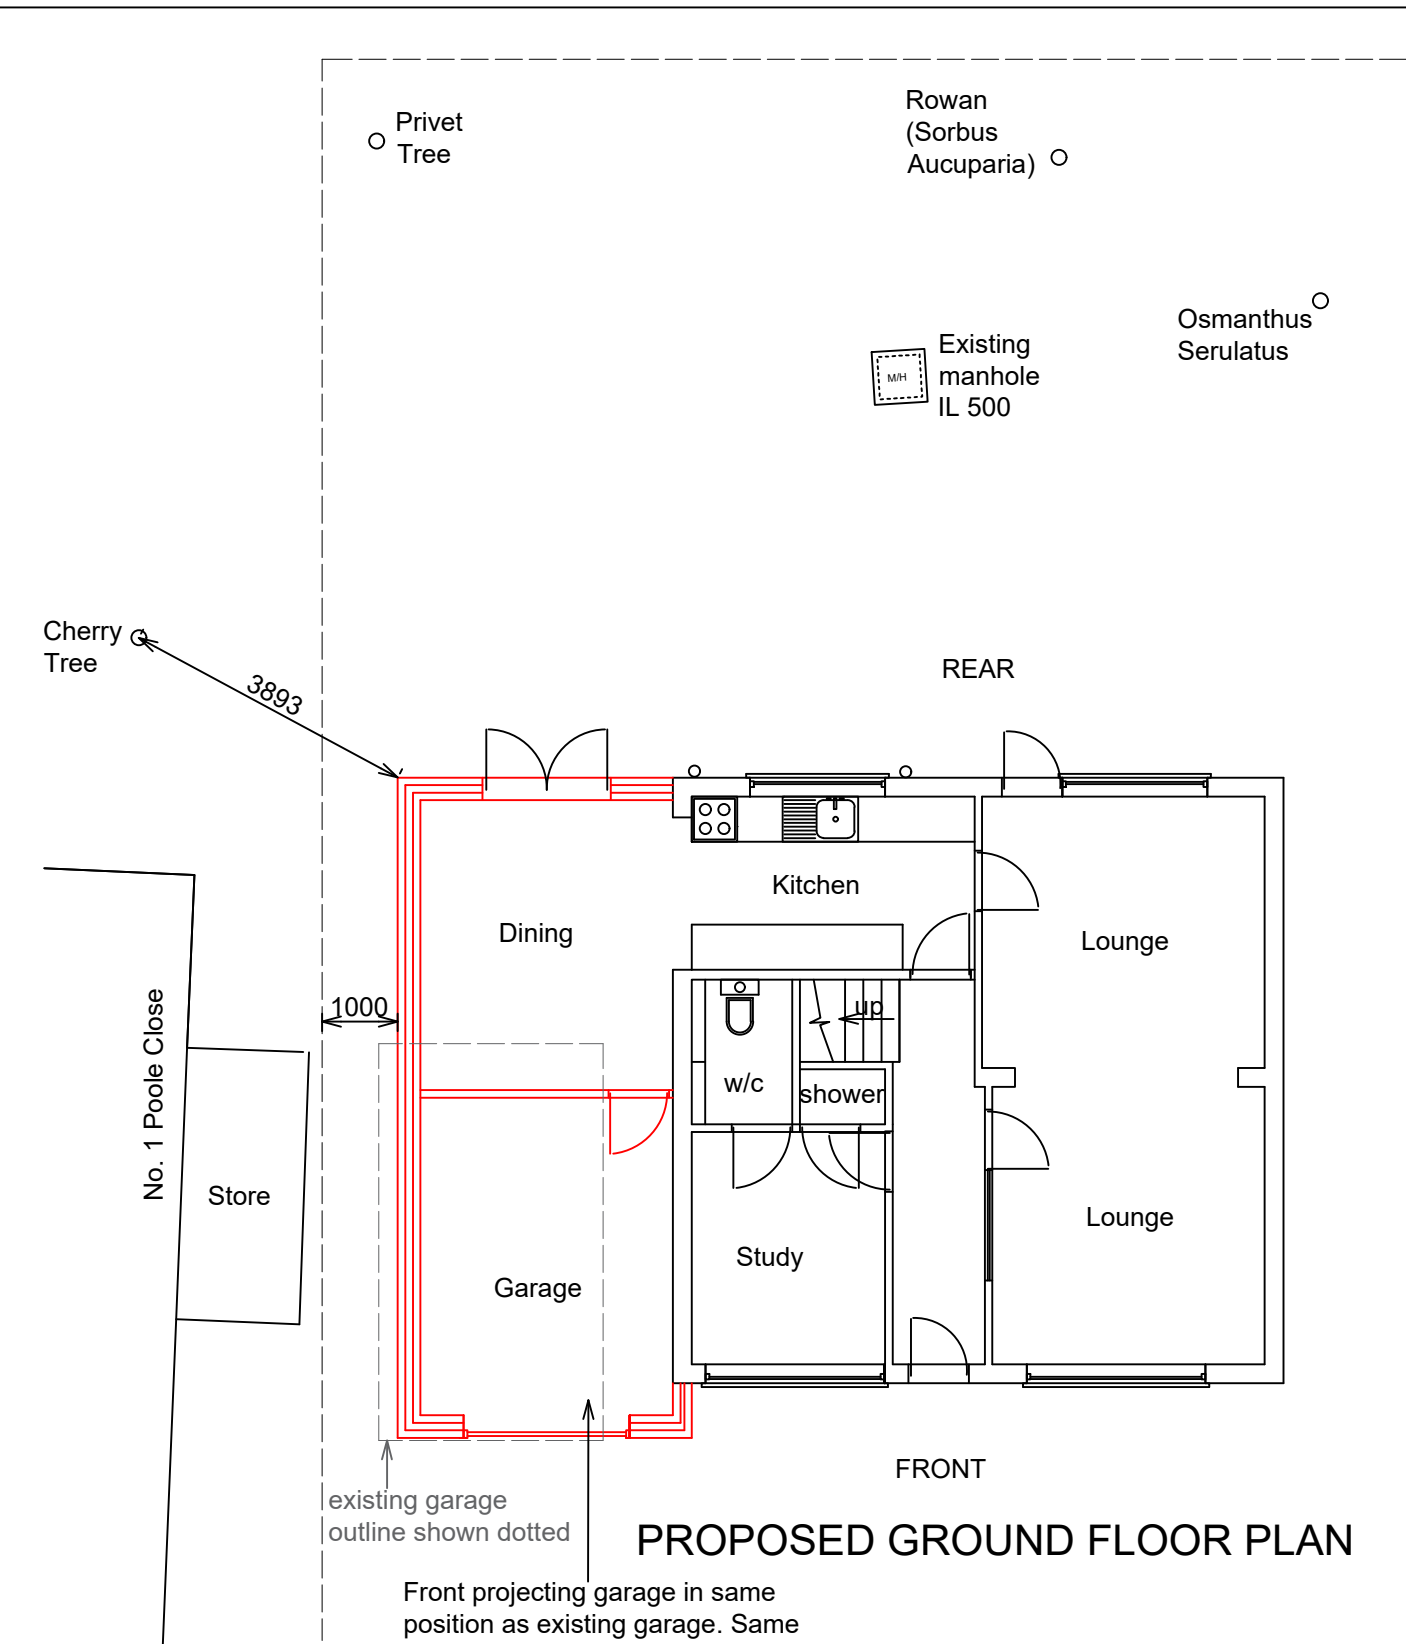 Privet
Tree
Rowan
(Sorbus
Aucuparia)
Osmanthus
Serulatus
Existing
manhole
IL 500
M/H
Cherry
Tree
3893
REAR
Kitchen
Dining
Lounge
1000
up
No. 1 Poole Close
w/c
shower
Store
Lounge
Study
Garage
FRONT
existing garage
outline shown dotted
PROPOSED GROUND FLOOR PLAN
Front projecting garage in same
position as existing garage. Same